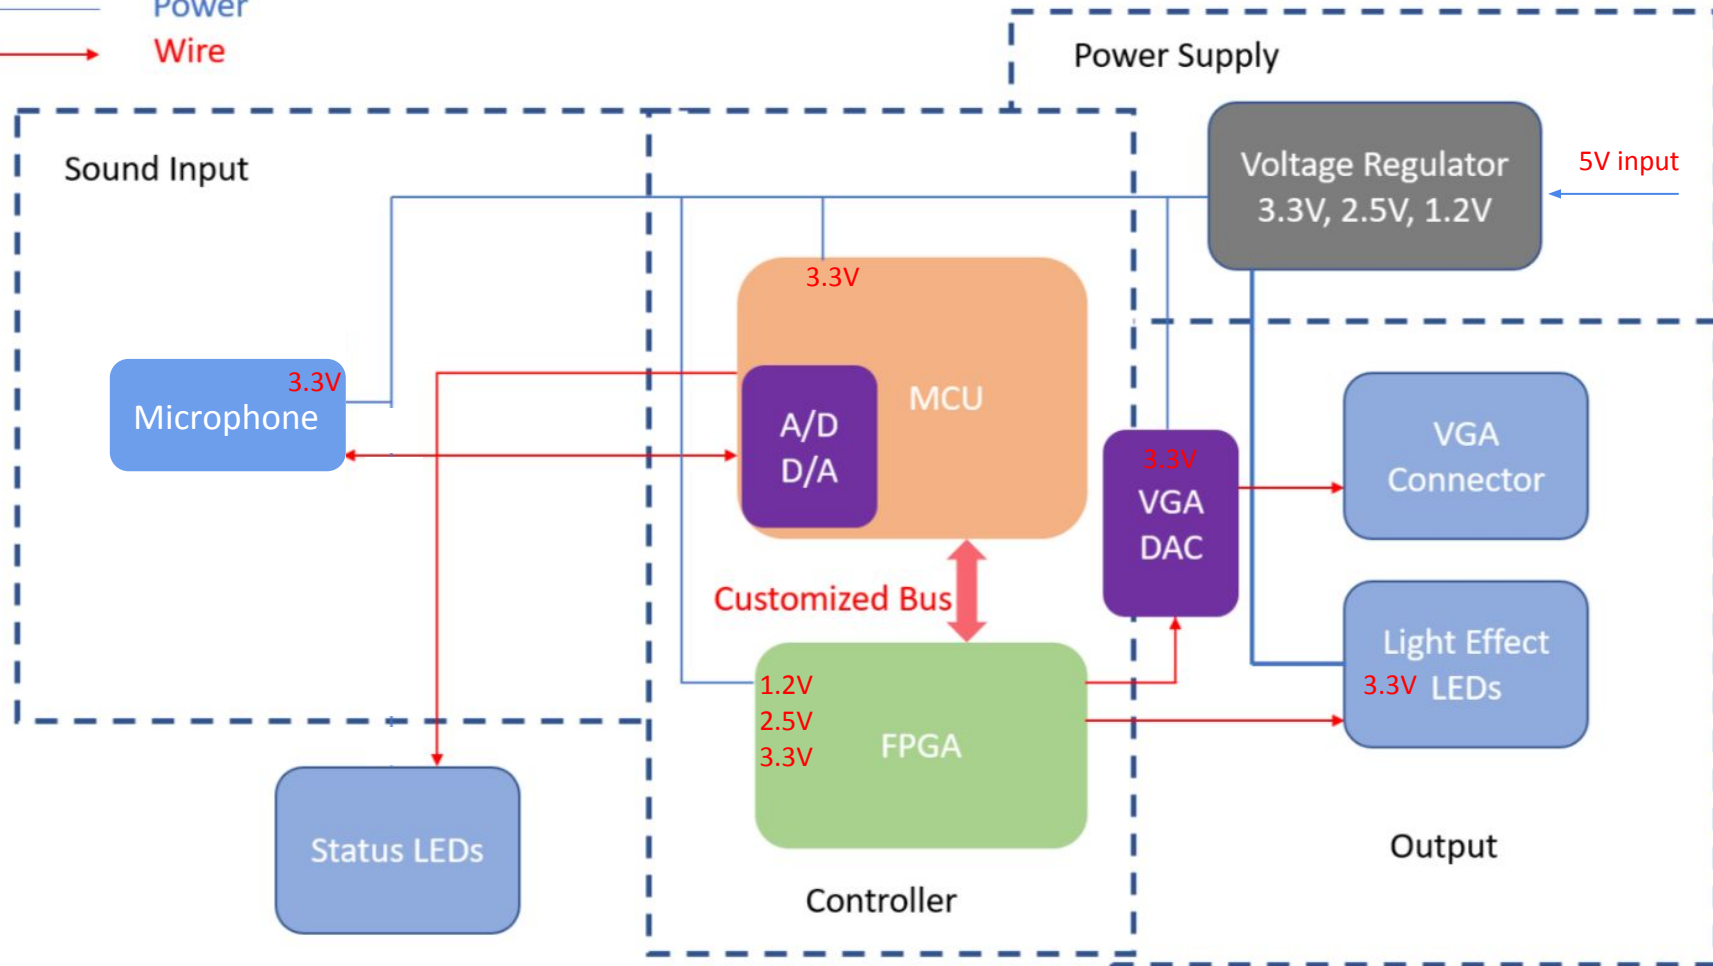 Power
Wire
Power Supply
Sound Input
Voltage Regulator
3.3V, 2.5V, 1.2V
5V input
3.3V
3.3V
Microphone
MCU
A/D
D/A
3.3V
VGA
DAC
VGA
Connector
Customized Bus
Light Effect
3.3V LEDs
1.2V
2.5V
3.3V
FPGA
Status LEDs
Output
Controller